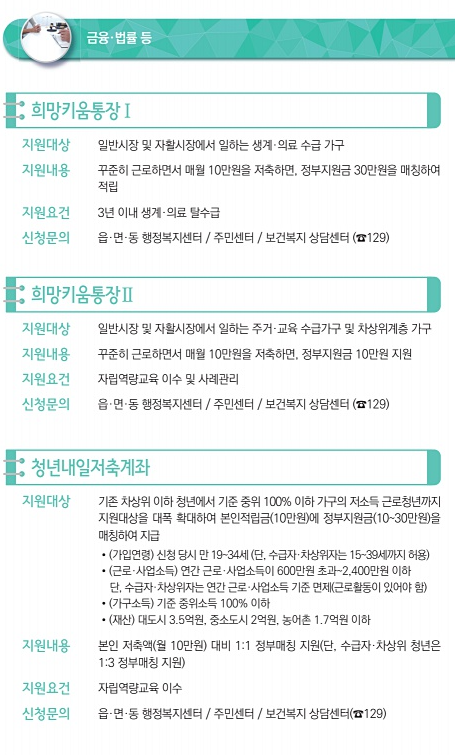 금융·법률 등
희망키움통장 Ⅰ
지원대상 일반시장 및 자활시장에서 일하는 생계·의료 수급 가구
지원내용 꾸준히 근로하면서 매월 10만원을 저축하면, 정부지원금 30만원을 매칭하여
적립
지원요건 3년 이내 생계·의료 탈수급
신청문의 읍·면·동 행정복지센터 / 주민센터 / 보건복지 상담센터 (☎129)
희망키움통장Ⅱ
지원대상 일반시장 및 자활시장에서 일하는 주거·교육 수급가구 및 차상위계층 가구
지원내용 꾸준히 근로하면서 매월 10만원을 저축하면, 정부지원금 10만원 지원
지원요건 자립역량교육 이수 및 사례관리
신청문의 읍·면·동 행정복지센터 / 주민센터 / 보건복지 상담센터 (☎129)
청년내일저축계좌
지원대상 기존 차상위 이하 청년에서 기준 중위 100% 이하 가구의 저소득 근로청년까지
지원대상을 대폭 확대하여 본인적립금(10만원)에 정부지원금(10~30만원)을
매칭하여 지급
• (가입연령) 신청 당시 만 19~34세 (단, 수급자·차상위자는 15~39세까지 허용)
• (근로·사업소득) 연간 근로·사업소득이 600만원 초과~2,400만원 이하
단, 수급자·차상위자는 연간 근로·사업소득 기준 면제(근로활동이 있어야 함)
• (가구소득) 기준 중위소득 100% 이하
• (재산) 대도시 3.5억원, 중소도시 2억원, 농어촌 1.7억원 이하
지원내용 본인 저축액(월 10만원) 대비 1:1 정부매칭 지원(단, 수급자·차상위 청년은
1:3 정부매칭 지원)
지원요건 자립역량교육 이수
신청문의 읍·면·동 행정복지센터 / 주민센터 / 보건복지 상담센터(☎129)